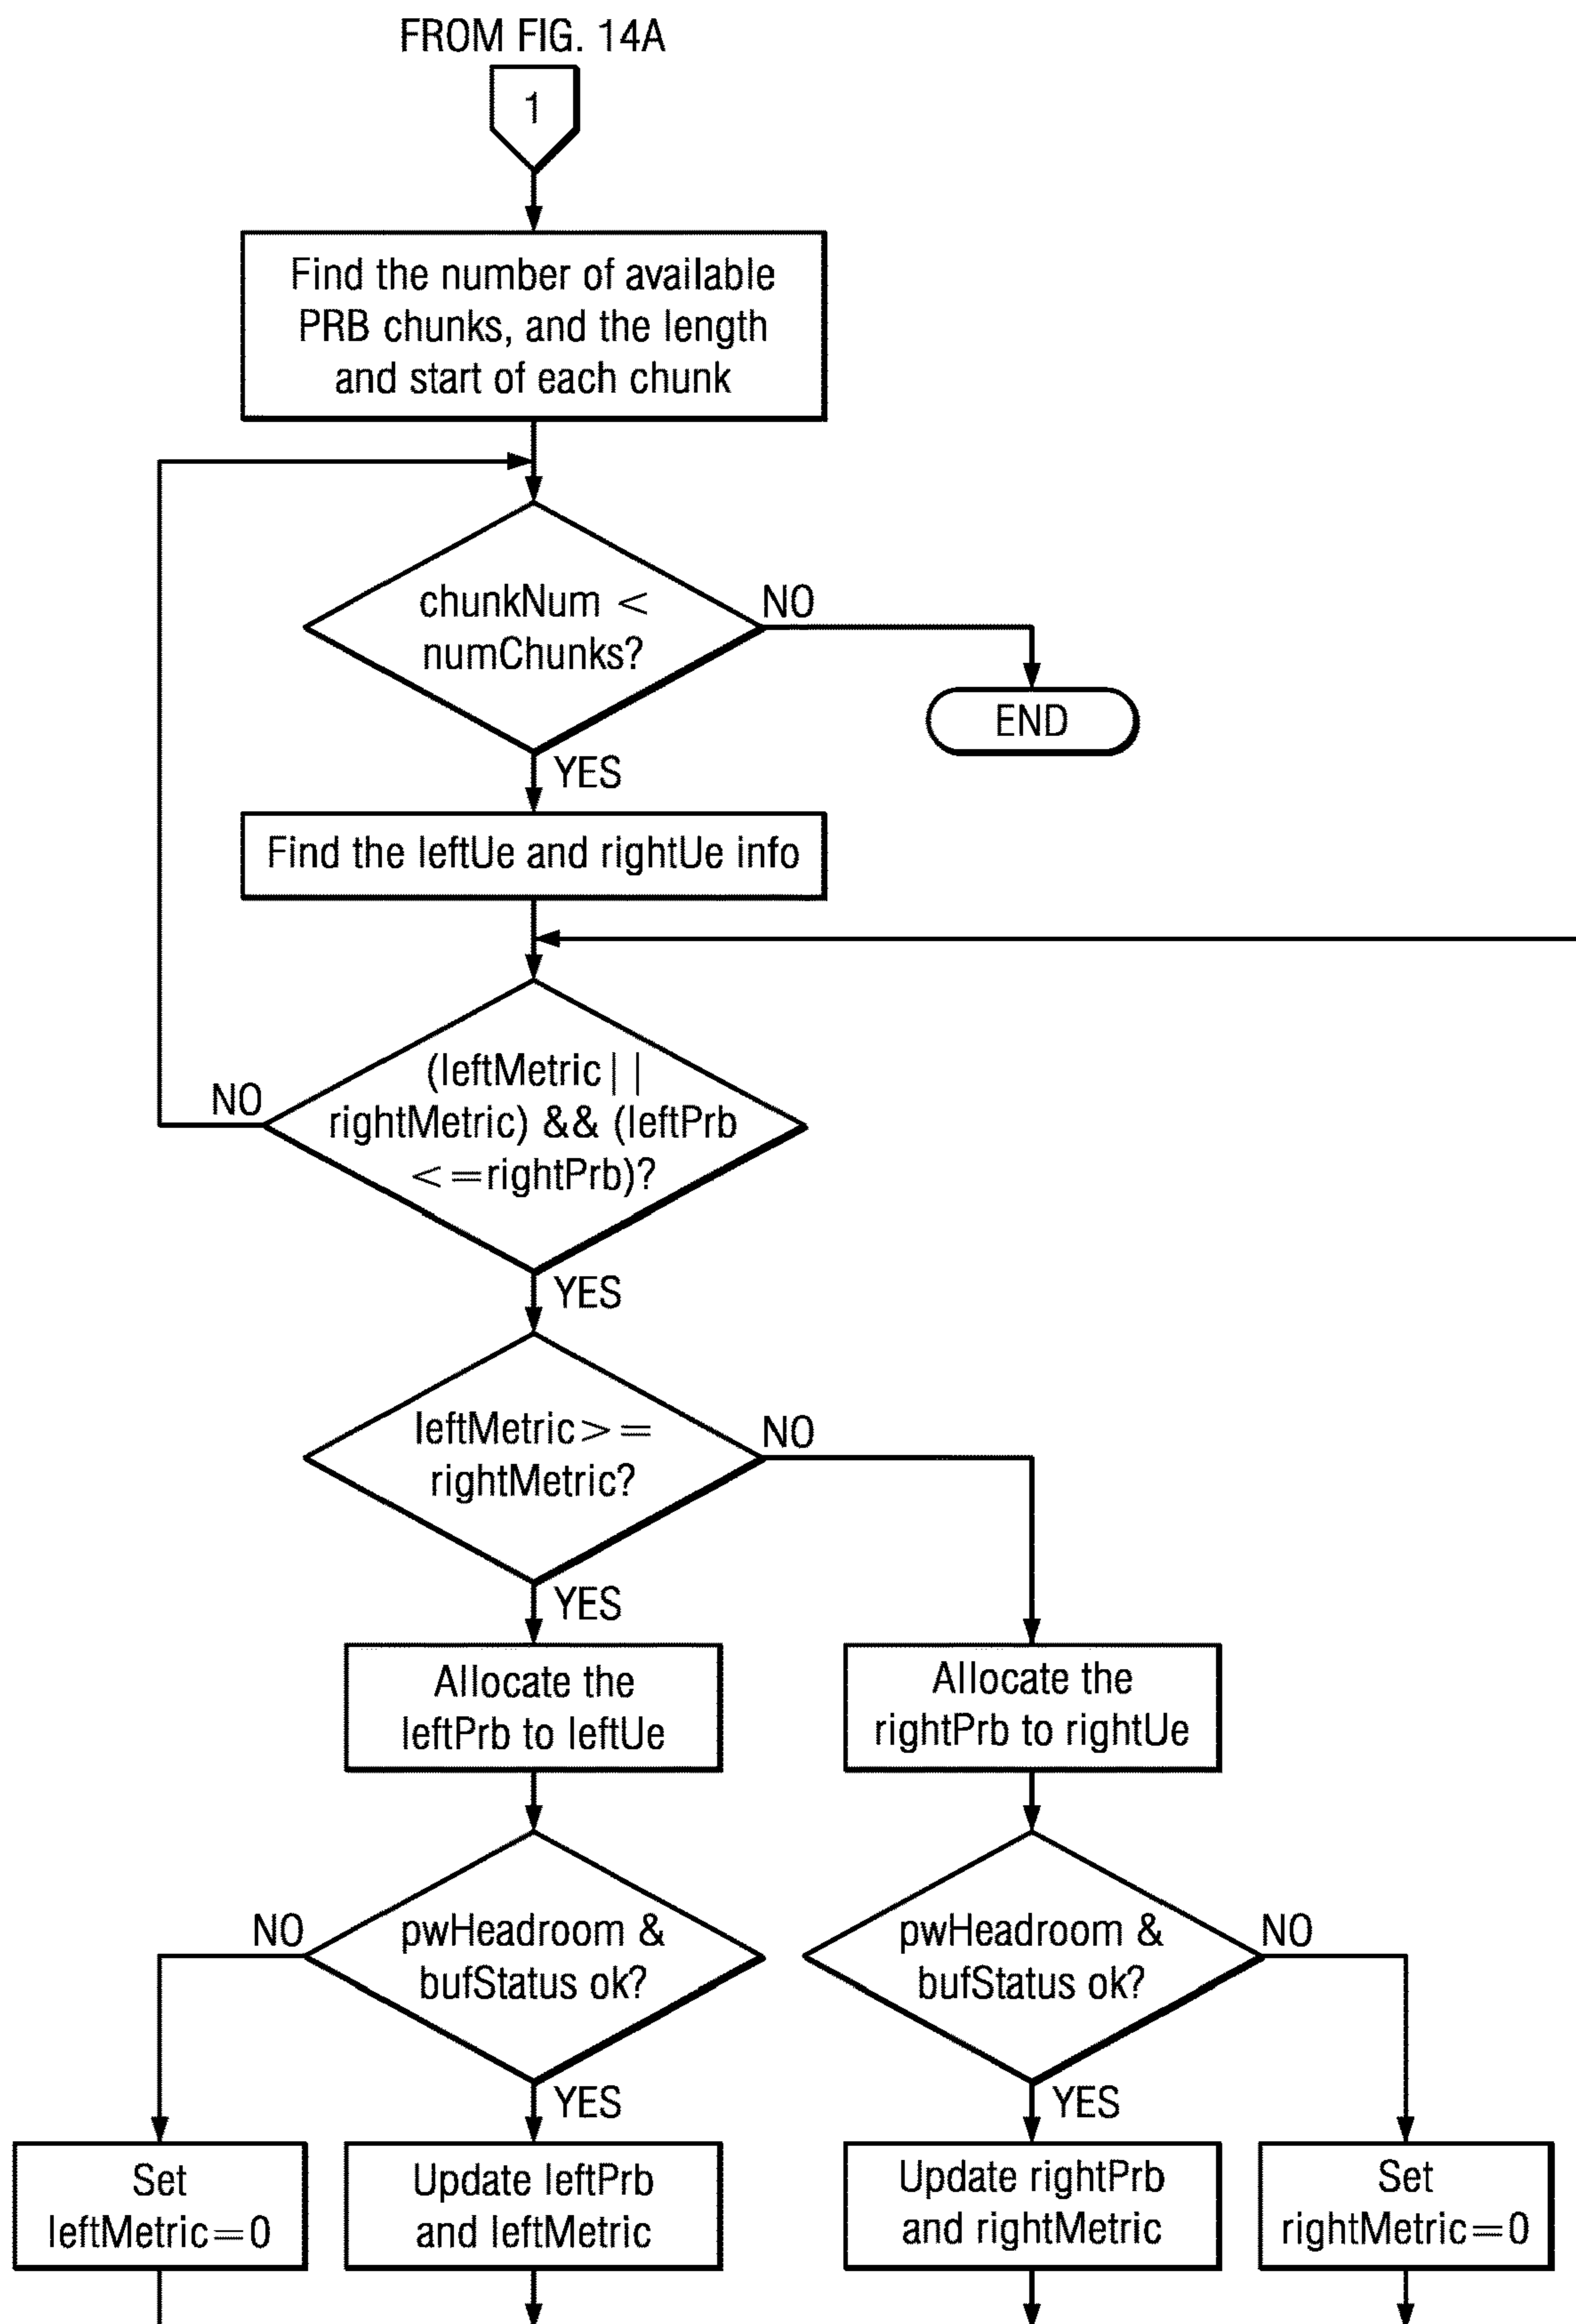 FROM FIG. 14A
1
Find the number of available
PRB chunks, and the length
and start of each chunk
chunkNum <
numChunks?
NO
END
YES
Find the leftUe and rightUe info
(leftMetric||
rightMetric) && (leftPrb
<=rightPrb)?
NO
YES
leftMetric>=
rightMetric?
NO
YES
Allocate the
leftPrb to leftUe
Allocate the
rightPrb to rightUe
NO
pwHeadroom &
bufStatus ok?
YES
pwHeadroom &
bufStatus ok?
NO
YES
Set
leftMetric=0
Update leftPrb
and leftMetric
Update rightPrb
and rightMetric
Set
rightMetric=0